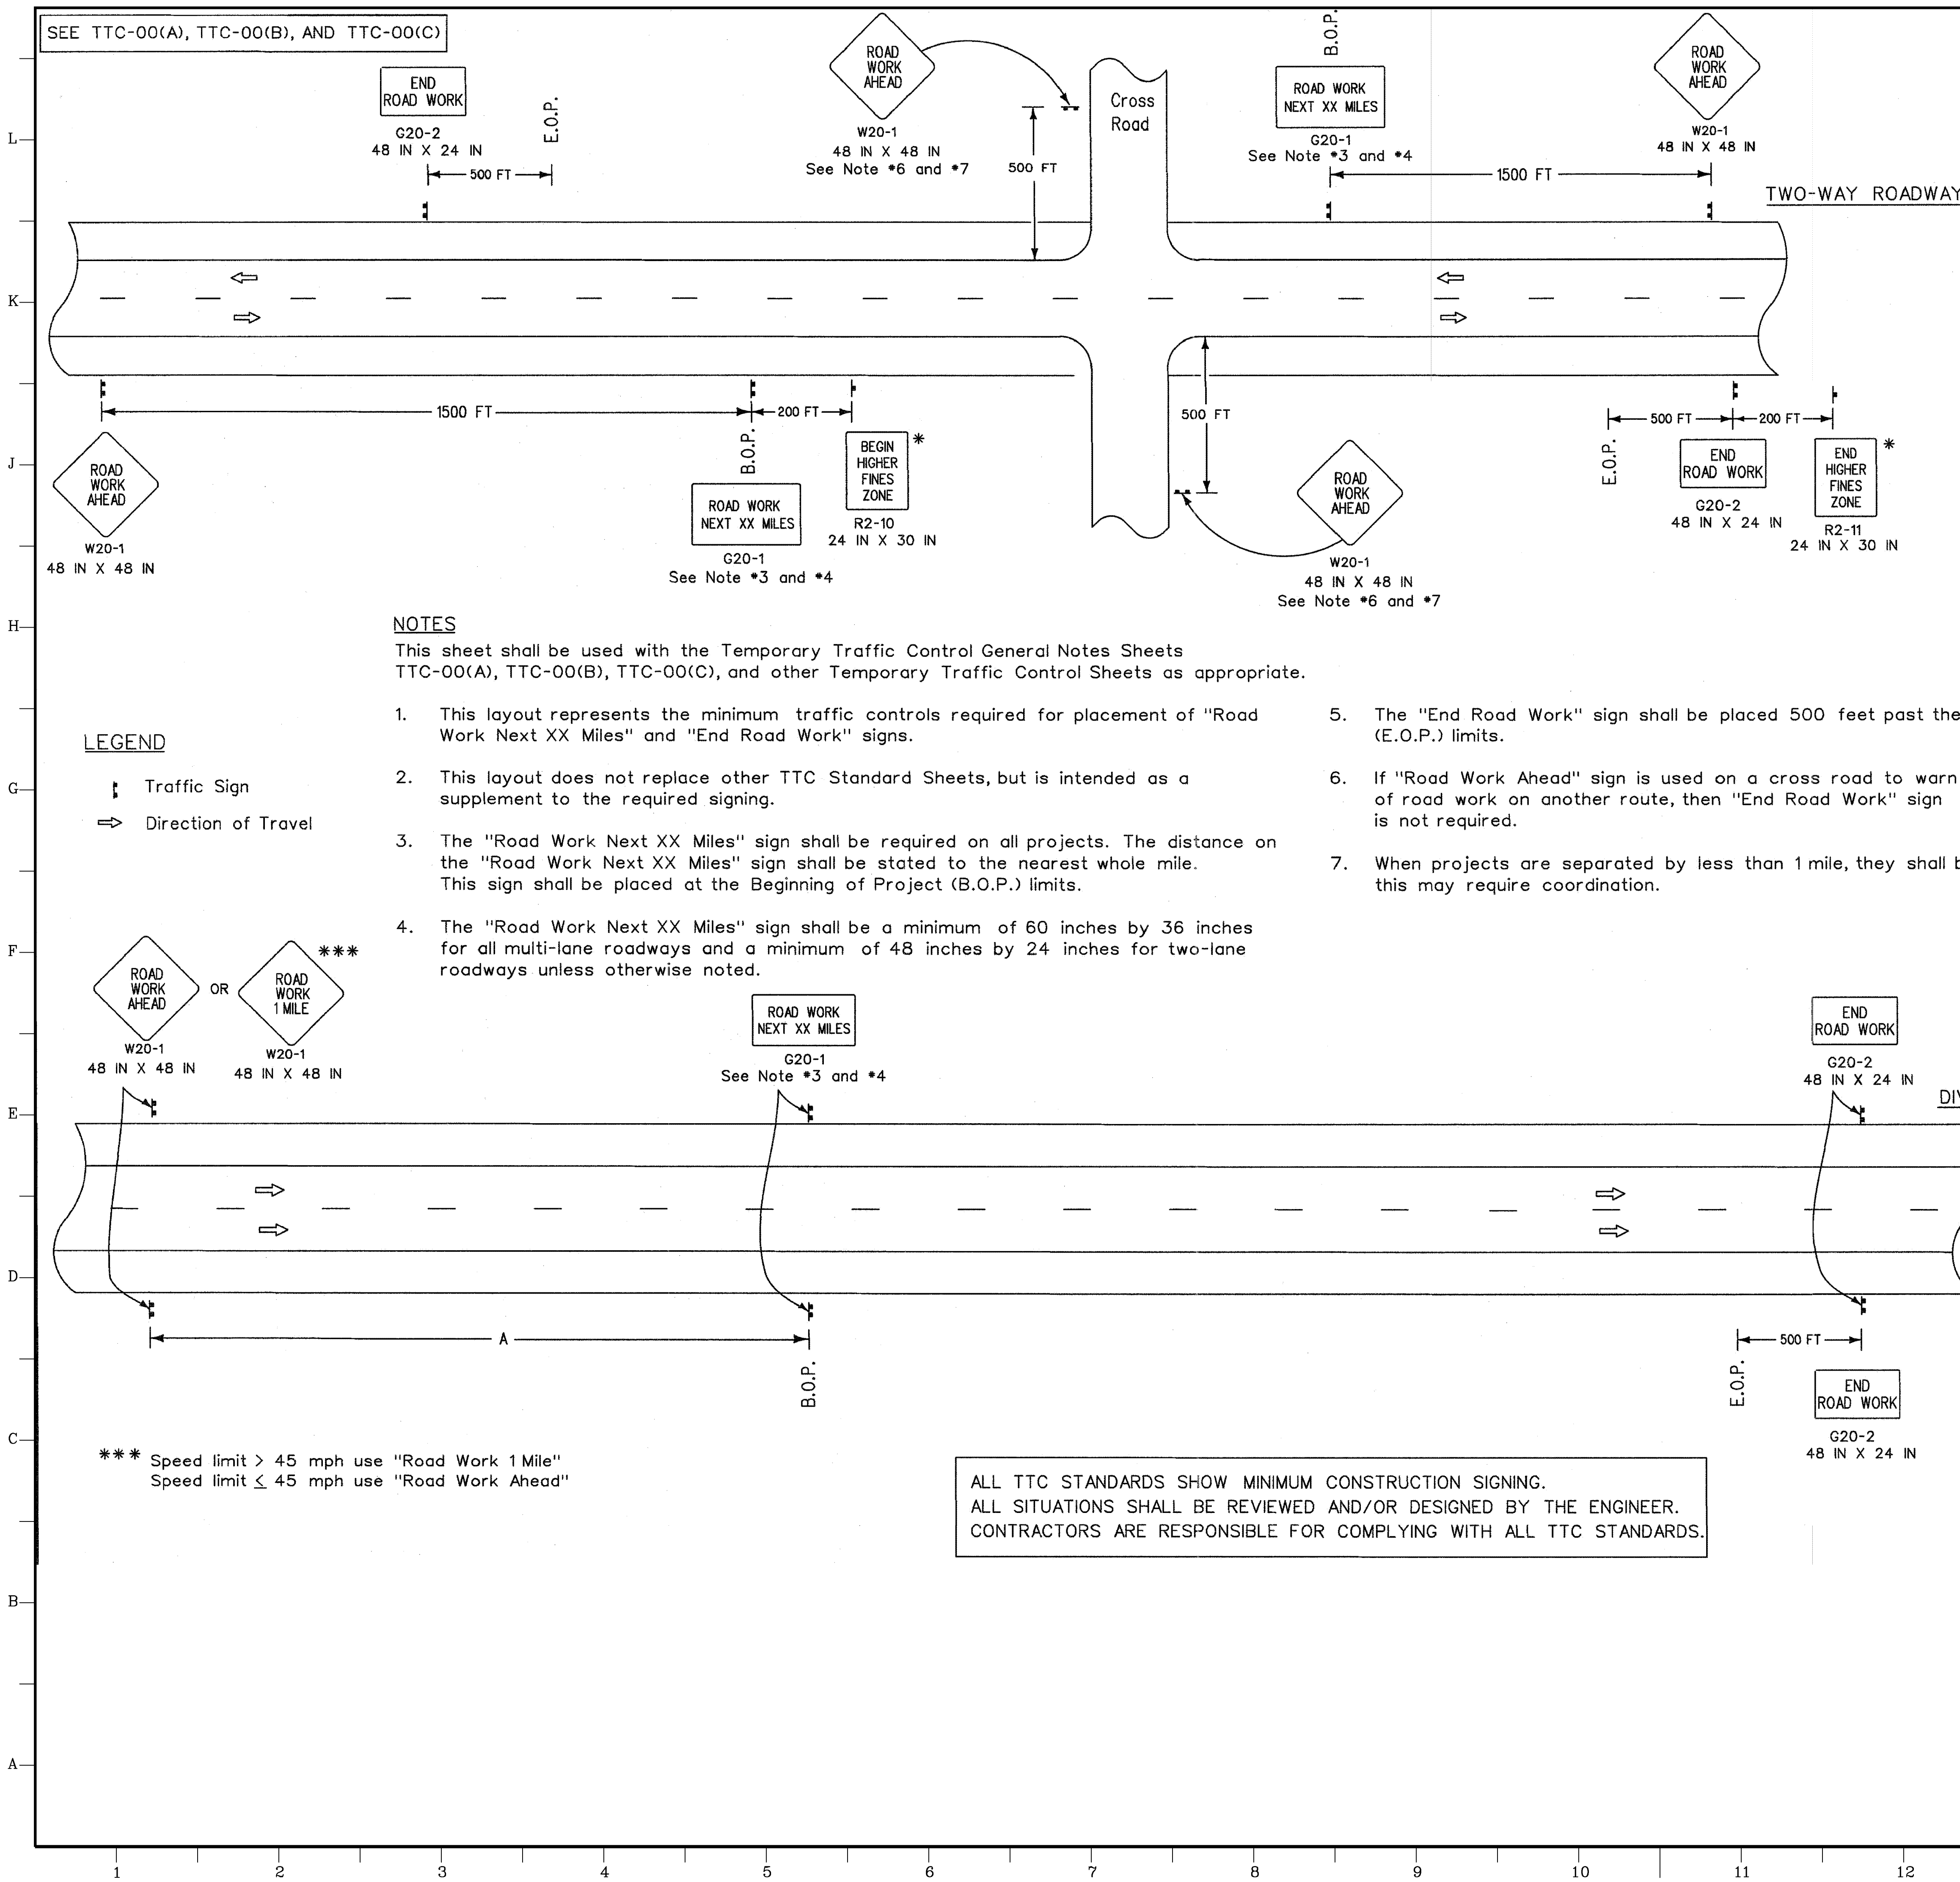 SEE TTC-00(A), TTC-00(B), AND TTC-00(C)
END
ROAD WORK
G20-2
48 IN X 24 IN
500 FT
E.O.P.
ROAD
WORK
AHEAD
W20-1
48 IN X 48 IN
See Note *6 and *7
500 FT
Cross
Road
B.O.P.
ROAD WORK
NEXT XX MILES
G20-1
See Note *3 and *4
1500 FT
ROAD
WORK
AHEAD
W20-1
48 IN X 48 IN
TWO-WAY ROADWAY
1500 FT
200 FT
ROAD
WORK
AHEAD
W20-1
48 IN X 48 IN
B.O.P.
ROAD WORK
NEXT XX MILES
G20-1
See Note *3 and *4
BEGIN
HIGHER
FINES
ZONE
*
R2-10
24 IN X 30 IN
500 FT
ROAD
WORK
AHEAD
W20-1
48 IN X 48 IN
See Note *6 and *7
500 FT
200 FT
E.O.P.
END
ROAD WORK
G20-2
48 IN X 24 IN
END
HIGHER
FINES
ZONE
*
R2-11
24 IN X 30 IN
NOTES
This sheet shall be used with the Temporary Traffic Control General Notes Sheets
TTC-00(A), TTC-00(B), TTC-00(C), and other Temporary Traffic Control Sheets as appropriate.
1. This layout represents the minimum traffic controls required for placement of "Road
Work Next XX Miles" and "End Road Work" signs.
2. This layout does not replace other TTC Standard Sheets, but is intended as a
supplement to the required signing.
3. The "Road Work Next XX Miles" sign shall be required on all projects. The distance on
the "Road Work Next XX Miles" sign shall be stated to the nearest whole mile.
This sign shall be placed at the Beginning of Project (B.O.P.) limits.
4. The "Road Work Next XX Miles" sign shall be a minimum of 60 inches by 36 inches
for all multi-lane roadways and a minimum of 48 inches by 24 inches for two-lane
roadways unless otherwise noted.
5. The "End Road Work" sign shall be placed 500 feet past the
(E.O.P.) limits.
6. If "Road Work Ahead" sign is used on a cross road to warn
of road work on another route, then "End Road Work" sign
is not required.
7. When projects are separated by less than 1 mile, they shall b
this may require coordination.
LEGEND
Traffic Sign
Direction of Travel
ROAD
WORK
AHEAD
W20-1
48 IN X 48 IN
OR
ROAD
WORK
1 MILE
***
W20-1
48 IN X 48 IN
ROAD WORK
NEXT XX MILES
G20-1
See Note *3 and *4
END
ROAD WORK
G20-2
48 IN X 24 IN
DIV
A
B.O.P.
500 FT
E.O.P.
END
ROAD WORK
G20-2
48 IN X 24 IN
*** Speed limit > 45 mph use "Road Work 1 Mile"
Speed limit ≤ 45 mph use "Road Work Ahead"
ALL TTC STANDARDS SHOW MINIMUM CONSTRUCTION SIGNING.
ALL SITUATIONS SHALL BE REVIEWED AND/OR DESIGNED BY THE ENGINEER.
CONTRACTORS ARE RESPONSIBLE FOR COMPLYING WITH ALL TTC STANDARDS.
L
K
J
H
G
F
E
D
C
B
A
1 2 3 4 5 6 7 8 9 10 11 12